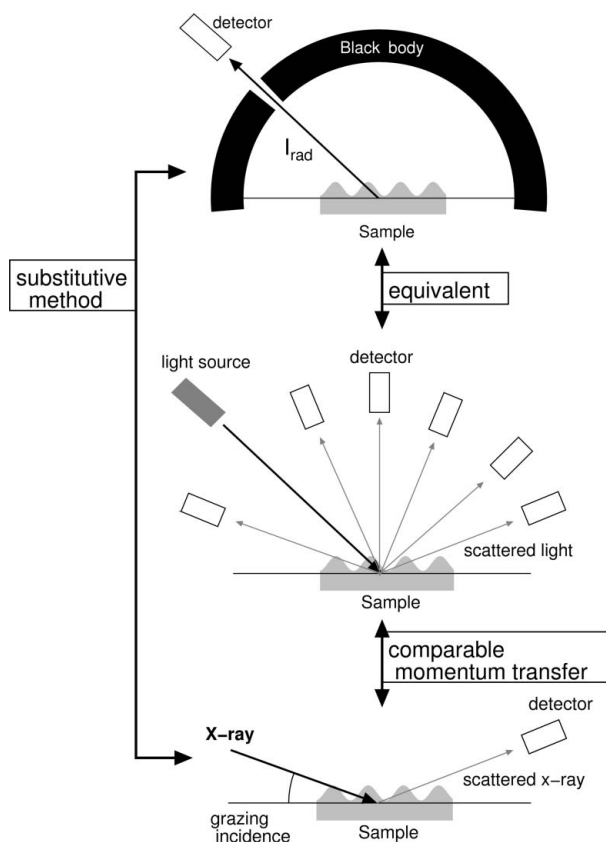 detector
Black body
I_rad
Sample
substitutive
method
equivalent
light source
detector
scattered light
Sample
comparable
momentum transfer
detector
X-ray
scattered x-ray
grazing
incidence
Sample